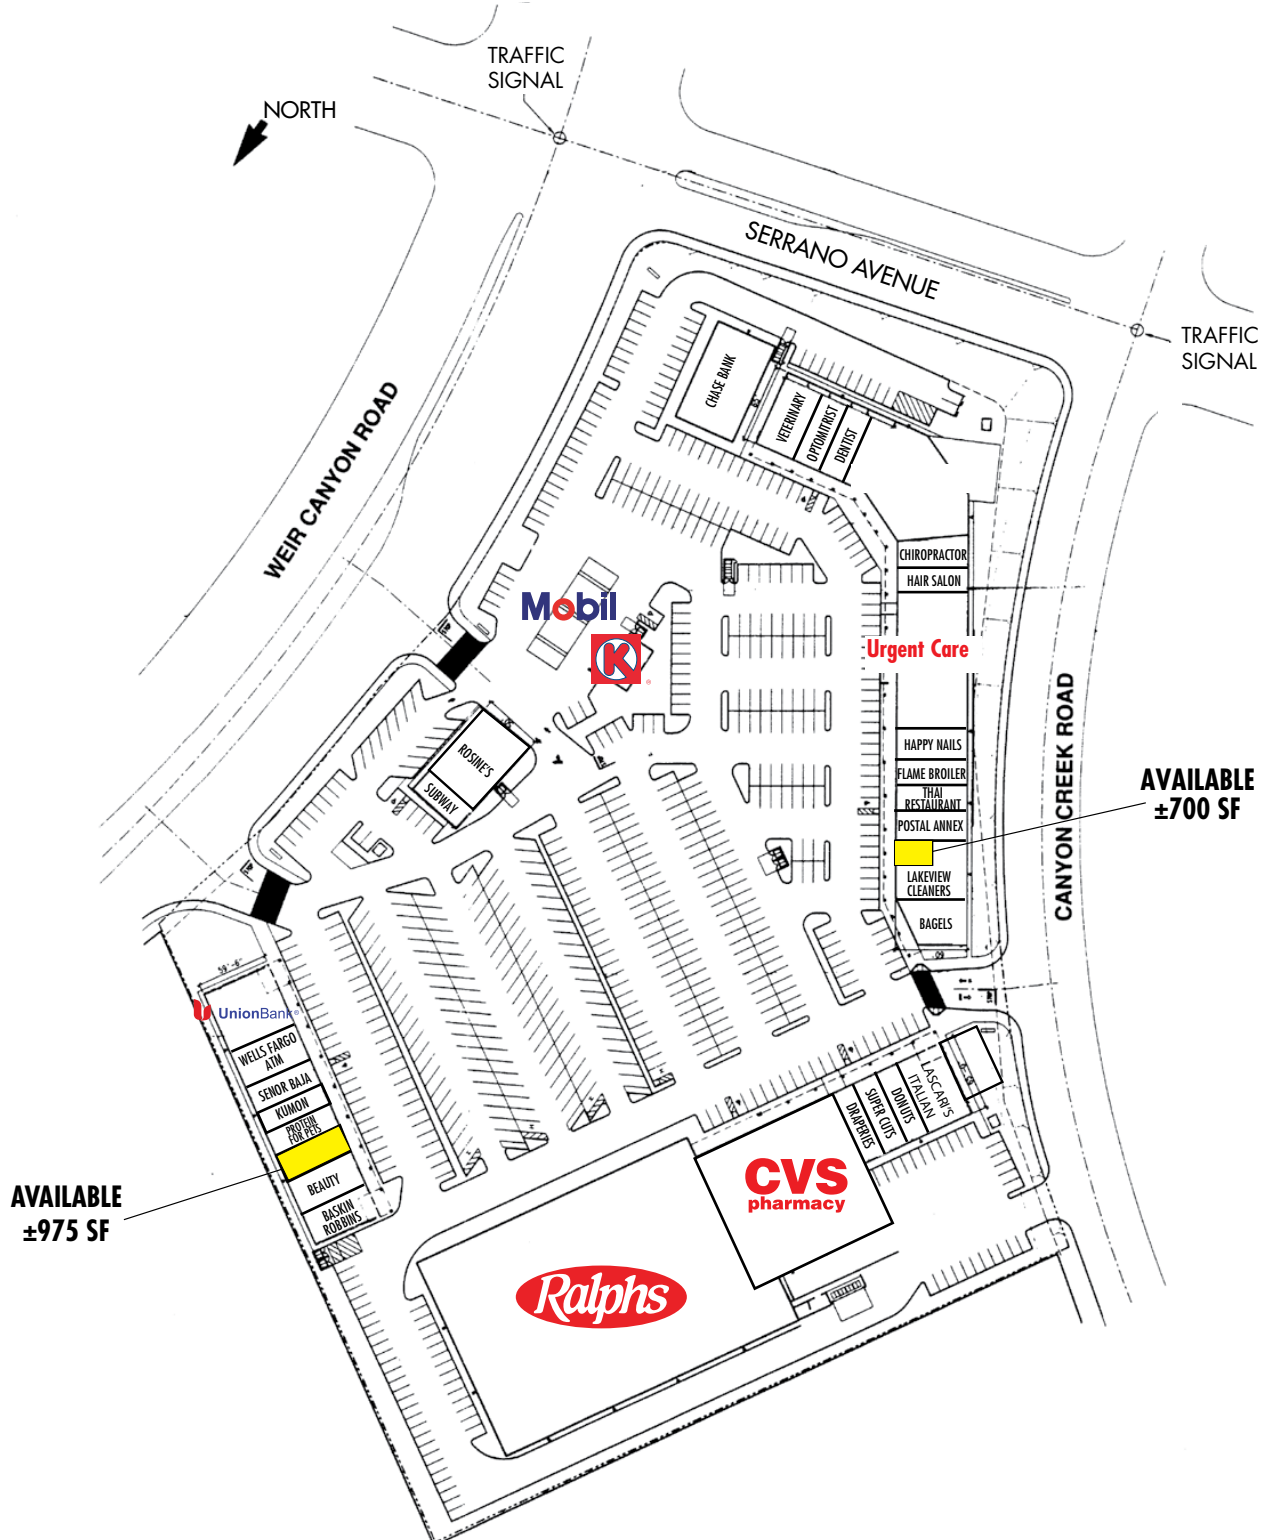 TRAFFIC
SIGNAL
NORTH
SERRANO AVENUE
TRAFFIC
SIGNAL
WEIR CANYON ROAD
CHASE BANK
VETERINARY
OPTOMITRIST
DENTIST
CHIROPRACTOR
HAIR SALON
Mobil
K
Urgent Care
ROSINE'S
SUBWAY
HAPPY NAILS
FLAME BROILER
THAI
RESTAURANT
POSTAL ANNEX
AVAILABLE
±700 SF
LAKEVIEW
CLEANERS
BAGELS
CANYON CREEK ROAD
59'-6"
UnionBank®
WELLS FARGO
ATM
SENOR BAJA
KUMON
PROTEIN
FOR PETS
BEAUTY
BASKIN
ROBBINS
AVAILABLE
±975 SF
LASCARI'S
ITALIAN
DONUTS
SUPER CUTS
DRAPERIES
CVS
pharmacy
Ralphs